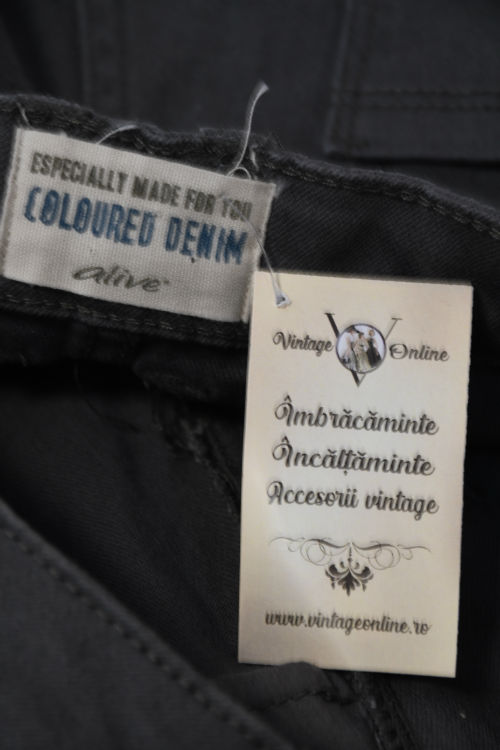 ESPECIALLY MADE FOR YOU
COLOURED DENIM
alive
Vintage Online
Îmbrăcăminte
Încălțăminte
Accesorii vintage
www.vintageonline.ro